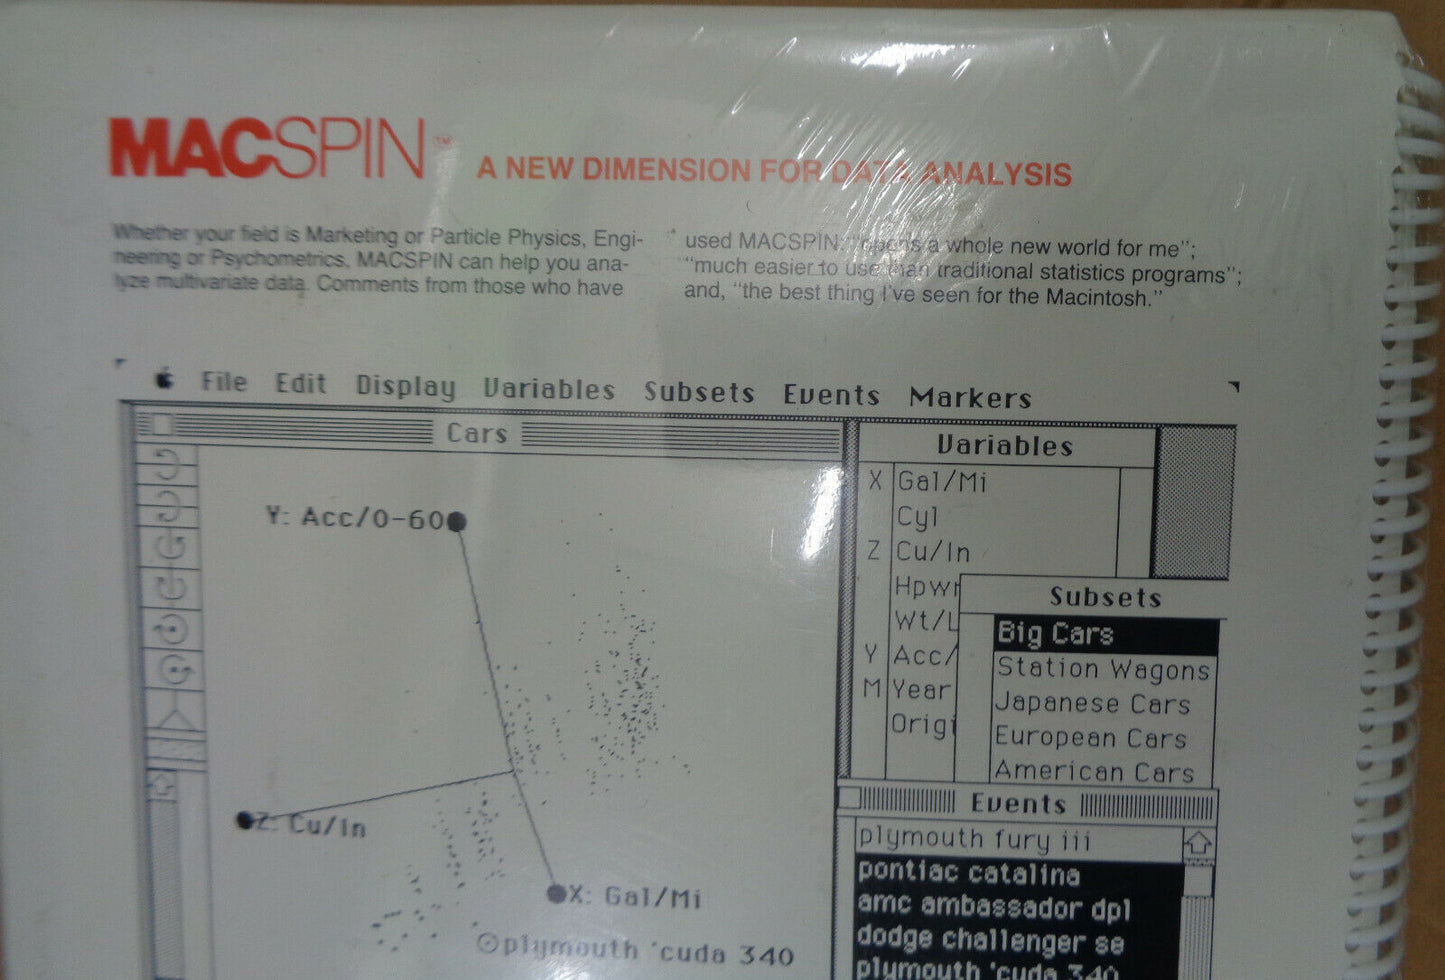 MACSPIN™ A NEW DIMENSION FOR DATA ANALYSIS
Whether your field is Marketing or Particle Physics, Engi-
neering or Psychometrics, MACSPIN can help you ana-
lyze multivariate data. Comments from those who have
used MACSPIN: "opens a whole new world for me";
"much easier to use than traditional statistics programs";
and, "the best thing I've seen for the Macintosh."
File Edit Display Variables Subsets Events Markers
Cars
Y: Acc/0-60
Z: Cu/In
X: Gal/Mi
plymouth 'cuda 340
Variables
X Gal/Mi
Cyl
Z Cu/In
Hpwr
Wt/L
Y Acc/
M Year
Origi
Subsets
Big Cars
Station Wagons
Japanese Cars
European Cars
American Cars
Events
plymouth fury iii
pontiac catalina
amc ambassador dpl
dodge challenger se
plymouth 'cuda 340